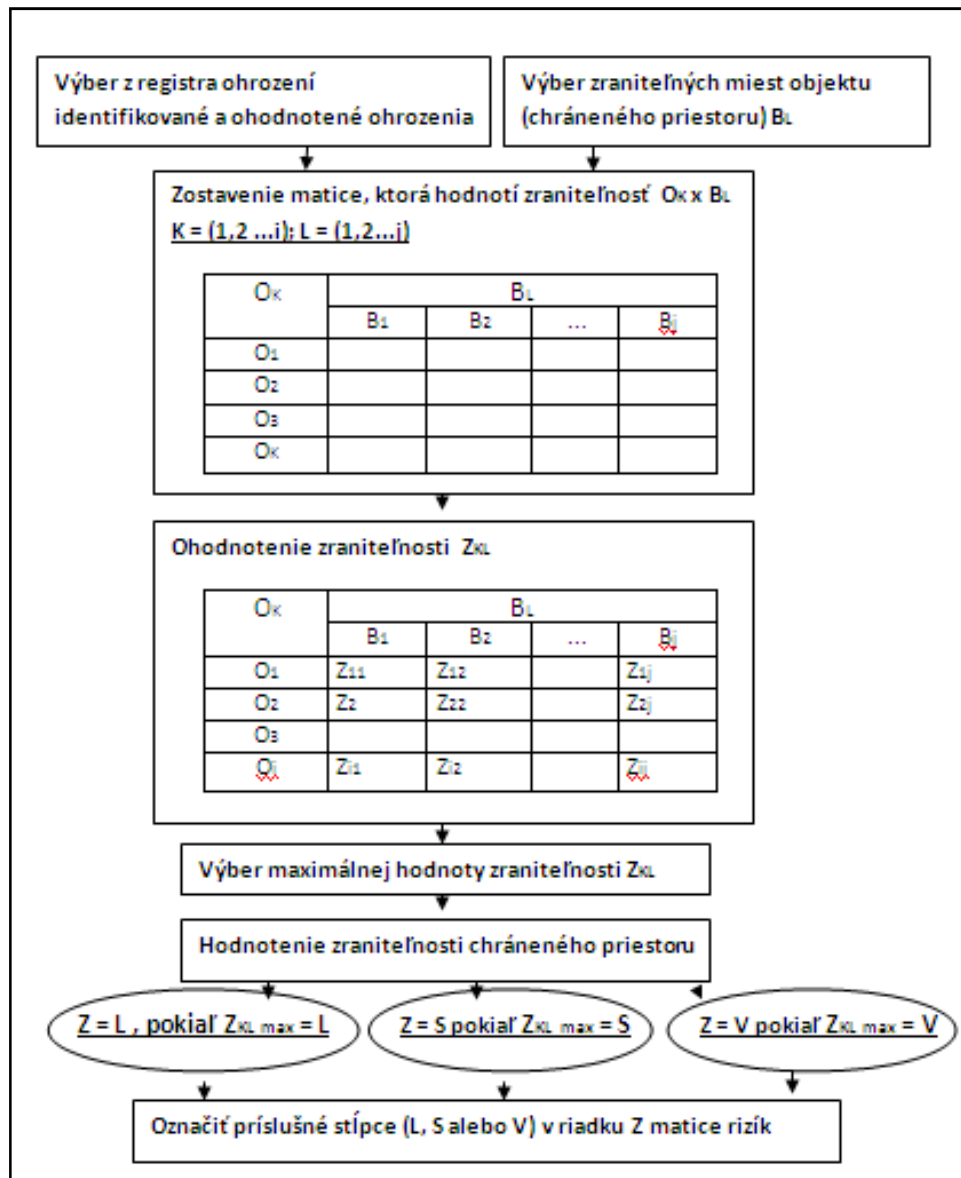 Výber z registra ohrození
identifikované a ohodnotené ohrozenia
Výber zraniteľných miest objektu
(chráneného priestoru) BL
Zostavenie matice, ktorá hodnotí zraniteľnosť OK x BL
K = (1,2 ...i); L = (1,2...j)
OK BL
B1 B2 ... Bj
O1
O2
O3
OK
Ohodnotenie zraniteľnosti ZKL
OK BL
B1 B2 ... Bj
O1 Z11 Z12 Z1j
O2 Z2 Z22 Z2j
O3
Oi Zi1 Zi2 Zij
Výber maximálnej hodnoty zraniteľnosti ZKL
Hodnotenie zraniteľnosti chráneného priestoru
Z = L , pokiaľ ZKL max = L
Z = S pokiaľ ZKL max = S
Z = V pokiaľ ZKL max = V
Označiť príslušné stĺpce (L, S alebo V) v riadku Z matice rizík